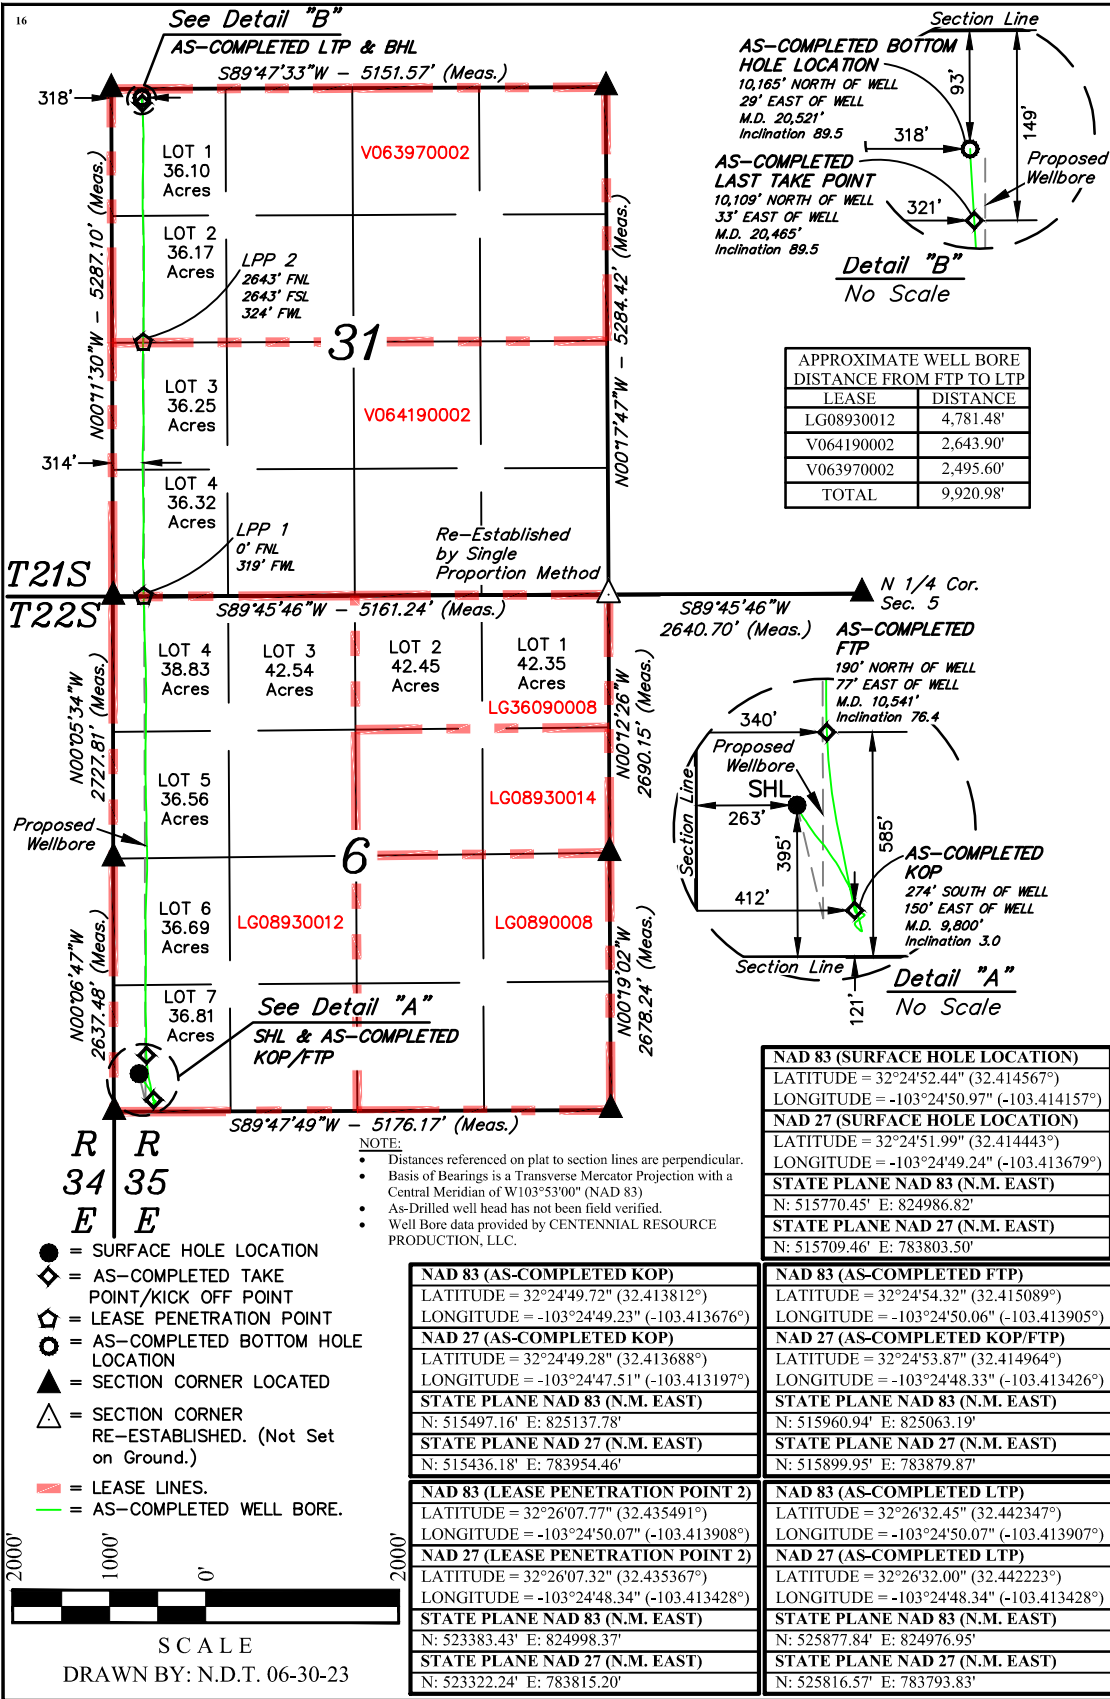 16
See Detail "B"
AS-COMPLETED LTP & BHL
S89°47'33"W - 5151.57' (Meas.)
318'
N00°11'30"W - 5287.10' (Meas.)
LOT 1
36.10
Acres
V063970002
LOT 2
36.17
Acres
LPP 2
2643' FNL
2643' FSL
324' FWL
31
N00°17'47"W - 5284.42' (Meas.)
LOT 3
36.25
Acres
V064190002
314'
LOT 4
36.32
Acres
LPP 1
0' FNL
319' FWL
Re-Established
by Single
Proportion Method
T21S
T22S
S89°45'46"W - 5161.24' (Meas.)
S89°45'46"W
2640.70' (Meas.)
N 1/4 Cor.
Sec. 5
LOT 4
38.83
Acres
LOT 3
42.54
Acres
LOT 2
42.45
Acres
LOT 1
42.35
Acres
LG36090008
N00°05'34"W
2727.81' (Meas.)
N00°12'26"W
2690.15' (Meas.)
LOT 5
36.56
Acres
LG08930014
Proposed
Wellbore
6
LOT 6
36.69
Acres
LG08930012
LG0890008
N00°06'47"W
2637.48' (Meas.)
N00°19'02"W
2678.24' (Meas.)
LOT 7
36.81
Acres
See Detail "A"
SHL & AS-COMPLETED
KOP/FTP
S89°47'49"W - 5176.17' (Meas.)
R R
34 35
E E
Section Line
AS-COMPLETED BOTTOM
HOLE LOCATION
10,165' NORTH OF WELL
29' EAST OF WELL
M.D. 20,521'
Inclination 89.5
93'
149'
318'
AS-COMPLETED
LAST TAKE POINT
10,109' NORTH OF WELL
33' EAST OF WELL
M.D. 20,465'
Inclination 89.5
321'
Proposed
Wellbore
Detail "B"
No Scale
APPROXIMATE WELL BORE
DISTANCE FROM FTP TO LTP
LEASE DISTANCE
LG08930012 4,781.48'
V064190002 2,643.90'
V063970002 2,495.60'
TOTAL 9,920.98'
AS-COMPLETED
FTP
190' NORTH OF WELL
77' EAST OF WELL
M.D. 10,541'
Inclination 76.4
340'
Proposed
Wellbore
SHL
263'
Section Line
395'
585'
412'
AS-COMPLETED
KOP
274' SOUTH OF WELL
150' EAST OF WELL
M.D. 9,800'
Inclination 3.0
Section Line
121'
Detail "A"
No Scale
NOTE:
• Distances referenced on plat to section lines are perpendicular.
• Basis of Bearings is a Transverse Mercator Projection with a
Central Meridian of W103°53'00" (NAD 83)
• As-Drilled well head has not been field verified.
• Well Bore data provided by CENTENNIAL RESOURCE
PRODUCTION, LLC.
= SURFACE HOLE LOCATION
= AS-COMPLETED TAKE
POINT/KICK OFF POINT
= LEASE PENETRATION POINT
= AS-COMPLETED BOTTOM HOLE
LOCATION
= SECTION CORNER LOCATED
= SECTION CORNER
RE-ESTABLISHED. (Not Set
on Ground.)
= LEASE LINES.
= AS-COMPLETED WELL BORE.
2000' 1000' 0' 2000'
SCALE
DRAWN BY: N.D.T. 06-30-23
NAD 83 (SURFACE HOLE LOCATION)
LATITUDE = 32°24'52.44" (32.414567°)
LONGITUDE = -103°24'50.97" (-103.414157°)
NAD 27 (SURFACE HOLE LOCATION)
LATITUDE = 32°24'51.99" (32.414443°)
LONGITUDE = -103°24'49.24" (-103.413679°)
STATE PLANE NAD 83 (N.M. EAST)
N: 515770.45' E: 824986.82'
STATE PLANE NAD 27 (N.M. EAST)
N: 515709.46' E: 783803.50'
NAD 83 (AS-COMPLETED KOP)
LATITUDE = 32°24'49.72" (32.413812°)
LONGITUDE = -103°24'49.23" (-103.413676°)
NAD 27 (AS-COMPLETED KOP)
LATITUDE = 32°24'49.28" (32.413688°)
LONGITUDE = -103°24'47.51" (-103.413197°)
STATE PLANE NAD 83 (N.M. EAST)
N: 515497.16' E: 825137.78'
STATE PLANE NAD 27 (N.M. EAST)
N: 515436.18' E: 783954.46'
NAD 83 (AS-COMPLETED FTP)
LATITUDE = 32°24'54.32" (32.415089°)
LONGITUDE = -103°24'50.06" (-103.413905°)
NAD 27 (AS-COMPLETED KOP/FTP)
LATITUDE = 32°24'53.87" (32.414964°)
LONGITUDE = -103°24'48.33" (-103.413426°)
STATE PLANE NAD 83 (N.M. EAST)
N: 515960.94' E: 825063.19'
STATE PLANE NAD 27 (N.M. EAST)
N: 515899.95' E: 783879.87'
NAD 83 (LEASE PENETRATION POINT 2)
LATITUDE = 32°26'07.77" (32.435491°)
LONGITUDE = -103°24'50.07" (-103.413908°)
NAD 27 (LEASE PENETRATION POINT 2)
LATITUDE = 32°26'07.32" (32.435367°)
LONGITUDE = -103°24'48.34" (-103.413428°)
STATE PLANE NAD 83 (N.M. EAST)
N: 523383.43' E: 824998.37'
STATE PLANE NAD 27 (N.M. EAST)
N: 523322.24' E: 783815.20'
NAD 83 (AS-COMPLETED LTP)
LATITUDE = 32°26'32.45" (32.442347°)
LONGITUDE = -103°24'50.07" (-103.413907°)
NAD 27 (AS-COMPLETED LTP)
LATITUDE = 32°26'32.00" (32.442223°)
LONGITUDE = -103°24'48.34" (-103.413428°)
STATE PLANE NAD 83 (N.M. EAST)
N: 525877.84' E: 824976.95'
STATE PLANE NAD 27 (N.M. EAST)
N: 525816.57' E: 783793.83'